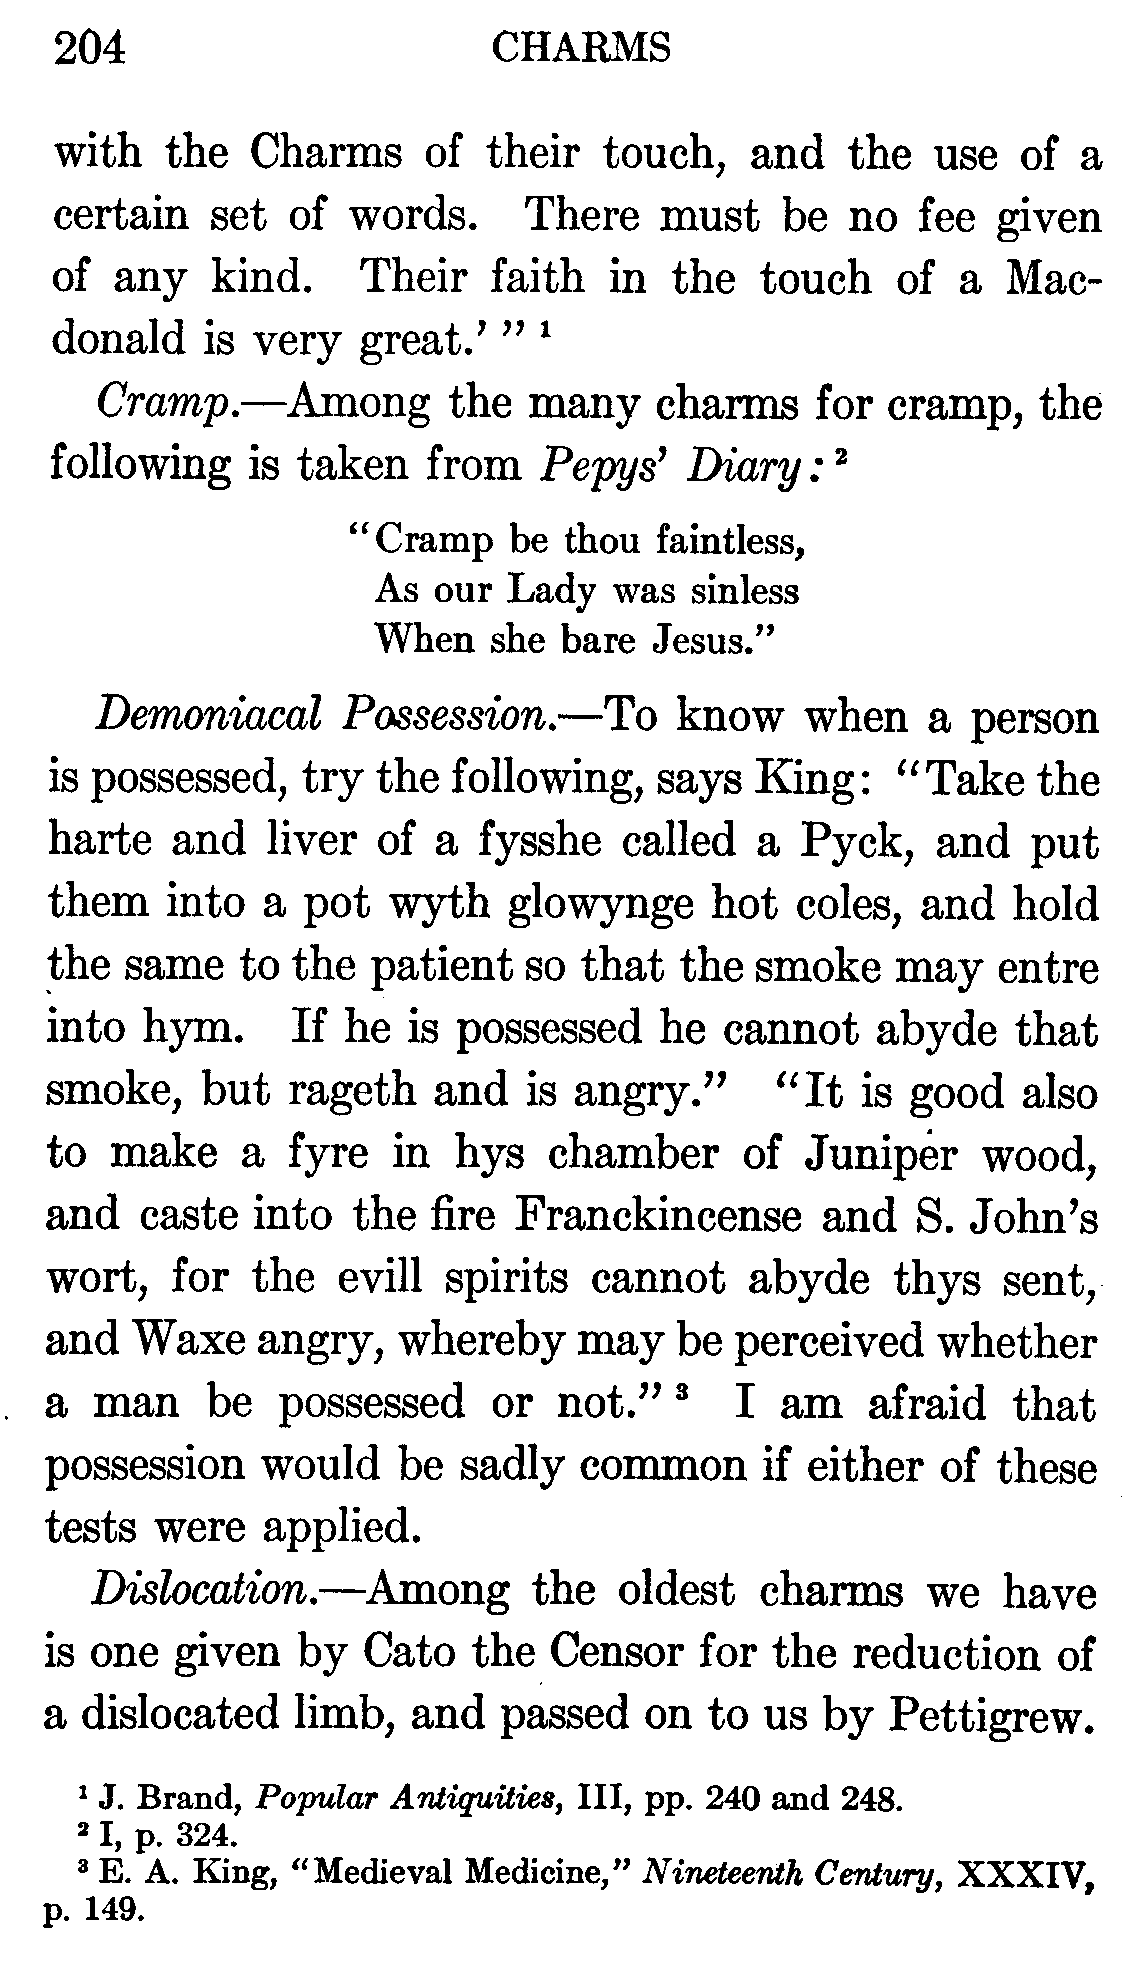 204 CHARMS
with the Charms of their touch, and the use of a
certain set of words. There must be no fee given
of any kind. Their faith in the touch of a Mac-
donald is very great.’ ” ¹
Cramp.—Among the many charms for cramp, the
following is taken from Pepys’ Diary: ²
“Cramp be thou faintless,
As our Lady was sinless
When she bare Jesus.”
Demoniacal Possession.—To know when a person
is possessed, try the following, says King: “Take the
harte and liver of a fysshe called a Pyck, and put
them into a pot wyth glowynge hot coles, and hold
the same to the patient so that the smoke may entre
into hym. If he is possessed he cannot abyde that
smoke, but rageth and is angry.” “It is good also
to make a fyre in hys chamber of Juniper wood,
and caste into the fire Franckincense and S. John’s
wort, for the evill spirits cannot abyde thys sent,
and Waxe angry, whereby may be perceived whether
a man be possessed or not.” ³ I am afraid that
possession would be sadly common if either of these
tests were applied.
Dislocation.—Among the oldest charms we have
is one given by Cato the Censor for the reduction of
a dislocated limb, and passed on to us by Pettigrew.
¹ J. Brand, Popular Antiquities, III, pp. 240 and 248.
² I, p. 324.
³ E. A. King, “Medieval Medicine,” Nineteenth Century, XXXIV,
p. 149.